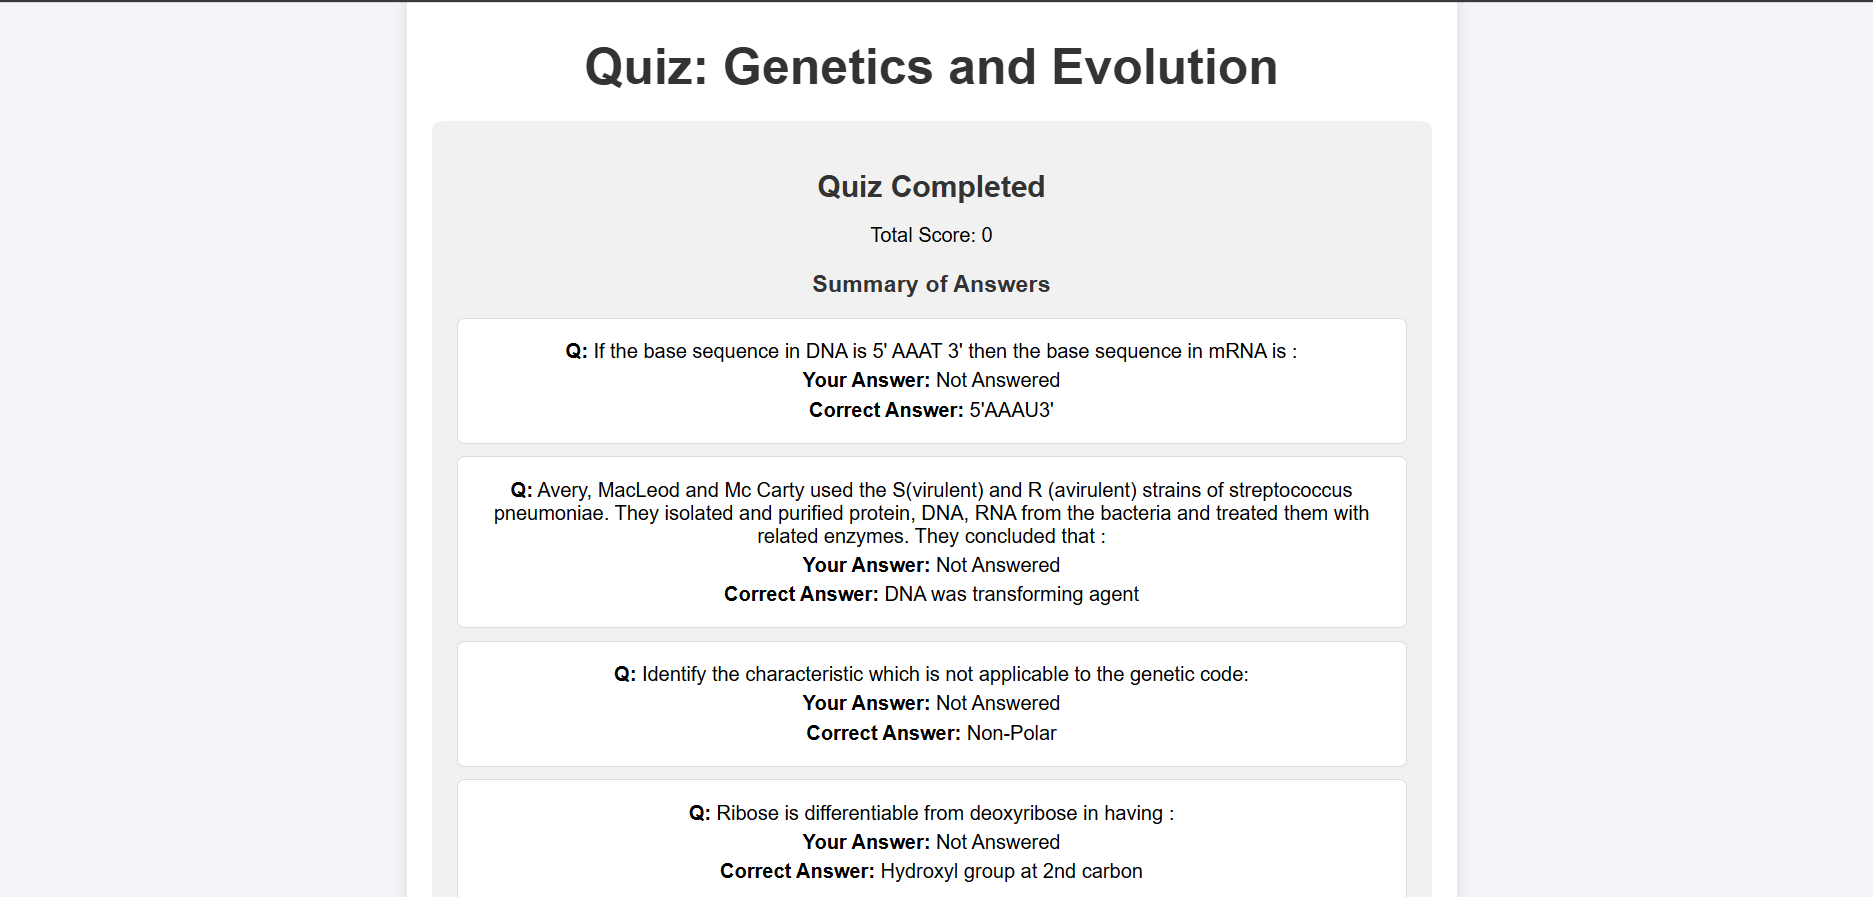 Quiz: Genetics and Evolution
Quiz Completed
Total Score: 0
Summary of Answers
Q: If the base sequence in DNA is 5' AAAT 3' then the base sequence in mRNA is :
Your Answer: Not Answered
Correct Answer: 5'AAAU3'
Q: Avery, MacLeod and Mc Carty used the S(virulent) and R (avirulent) strains of streptococcus
pneumoniae. They isolated and purified protein, DNA, RNA from the bacteria and treated them with
related enzymes. They concluded that :
Your Answer: Not Answered
Correct Answer: DNA was transforming agent
Q: Identify the characteristic which is not applicable to the genetic code:
Your Answer: Not Answered
Correct Answer: Non-Polar
Q: Ribose is differentiable from deoxyribose in having :
Your Answer: Not Answered
Correct Answer: Hydroxyl group at 2nd carbon